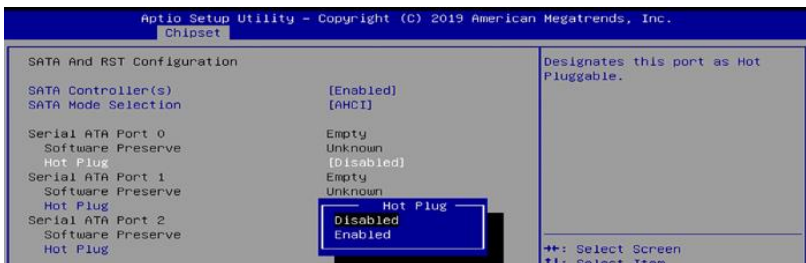 Aptio Setup Utility – Copyright (C) 2019 American Megatrends, Inc.
Chipset
SATA And RST Configuration
Designates this port as Hot
Pluggable.
SATA Controller(s) [Enabled]
SATA Mode Selection [AHCI]
Serial ATA Port 0 Empty
Software Preserve Unknown
Hot Plug [Disabled]
Serial ATA Port 1 Empty
Software Preserve Unknown
Hot Plug
Serial ATA Port 2
Software Preserve
Hot Plug
Hot Plug
Disabled
Enabled
→←: Select Screen
↑↓: Select Item